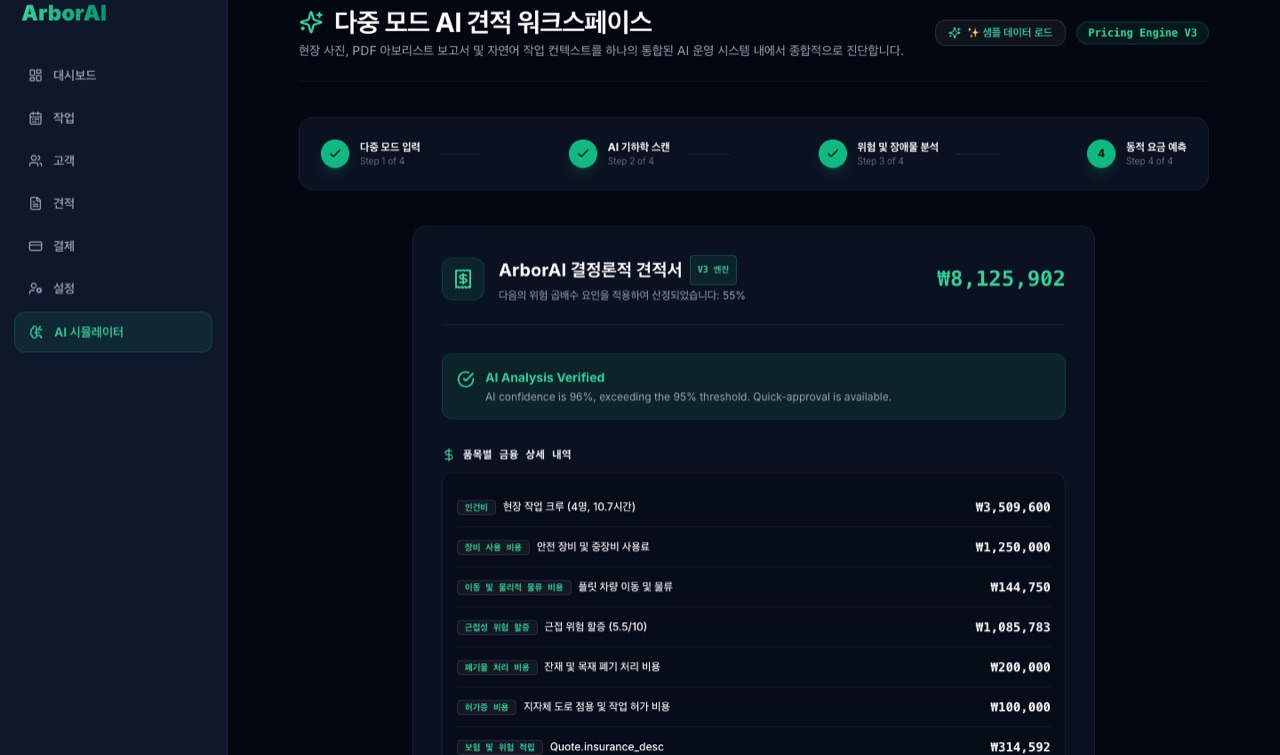 ArborAI
대시보드
작업
고객
견적
결제
설정
AI 시뮬레이터
다중 모드 AI 견적 워크스페이스
현장 사진, PDF 아보리스트 보고서 및 자연어 작업 컨텍스트를 하나의 통합된 AI 운영 시스템 내에서 종합적으로 진단합니다.
✨ 샘플 데이터 로드
Pricing Engine V3
다중 모드 입력
Step 1 of 4
AI 기하학 스캔
Step 2 of 4
위험 및 장애물 분석
Step 3 of 4
4
동적 요금 예측
Step 4 of 4
ArborAI 결정론적 견적서 V3 엔진
다음의 위험 곱배수 요인을 적용하여 산정되었습니다: 55%
₩8,125,902
AI Analysis Verified
AI confidence is 96%, exceeding the 95% threshold. Quick-approval is available.
$ 품목별 금융 상세 내역
인건비 현장 작업 크루 (4명, 10.7시간) ₩3,509,600
장비 사용 비용 안전 장비 및 중장비 사용료 ₩1,250,000
이동 및 물리적 물류 비용 플릿 차량 이동 및 물류 ₩144,750
근접성 위험 할증 근접 위험 할증 (5.5/10) ₩1,085,783
폐기물 처리 비용 잔재 및 목재 폐기 처리 비용 ₩200,000
허가증 비용 지자체 도로 점용 및 작업 허가 비용 ₩100,000
보험 및 위험 적립 Quote.insurance_desc ₩314,592